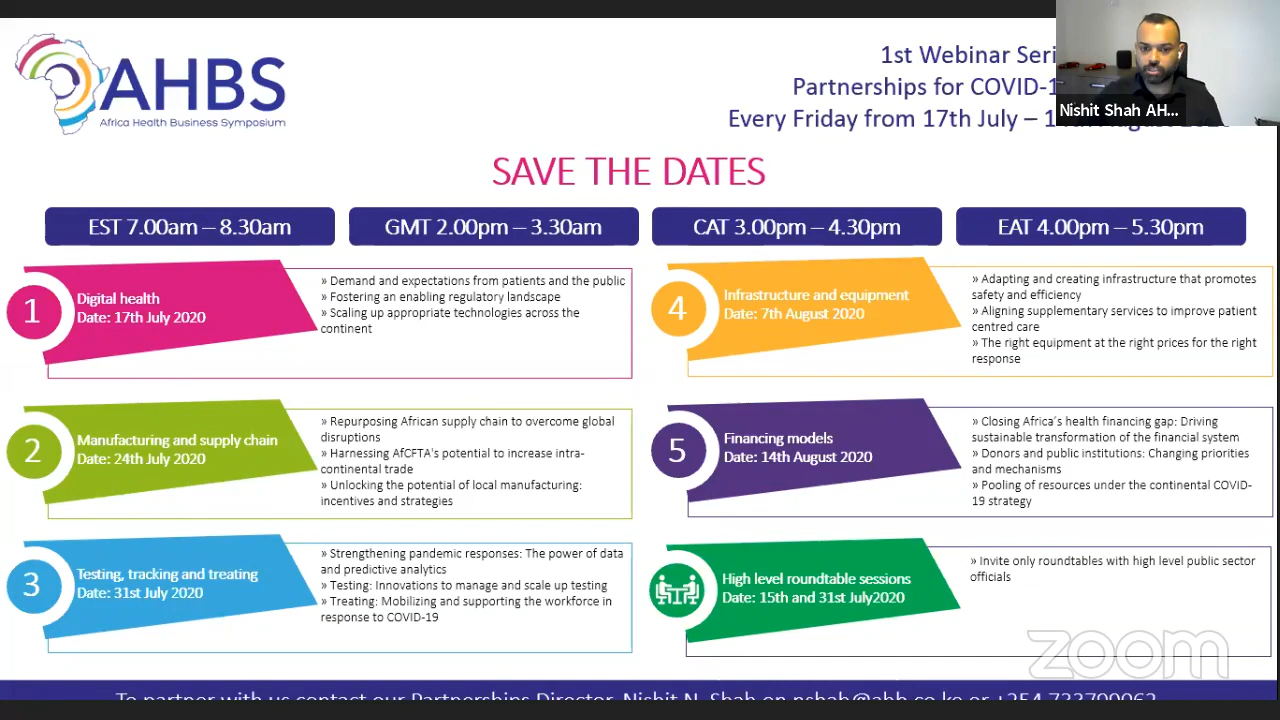 AHBS
Africa Health Business Symposium
1st Webinar
Partnerships for COVID-1
Every Friday from 17th July –
Nishit Shah AH...
SAVE THE DATES
EST 7.00am – 8.30am
GMT 2.00pm – 3.30am
CAT 3.00pm – 4.30pm
EAT 4.00pm – 5.30pm
1
Digital health
Date: 17th July 2020
» Demand and expectations from patients and the public
» Fostering an enabling regulatory landscape
» Scaling up appropriate technologies across the
continent
2
Manufacturing and supply chain
Date: 24th July 2020
» Repurposing African supply chain to overcome global
disruptions
» Harnessing AfCFTA's potential to increase intra-
continental trade
» Unlocking the potential of local manufacturing:
incentives and strategies
3
Testing, tracking and treating
Date: 31st July 2020
» Strengthening pandemic responses: The power of data
and predictive analytics
» Testing: Innovations to manage and scale up testing
» Treating: Mobilizing and supporting the workforce in
response to COVID-19
4
Infrastructure and equipment
Date: 7th August 2020
» Adapting and creating infrastructure that promotes
safety and efficiency
» Aligning supplementary services to improve patient
centred care
» The right equipment at the right prices for the right
response
5
Financing models
Date: 14th August 2020
» Closing Africa´s health financing gap: Driving
sustainable transformation of the financial system
» Donors and public institutions: Changing priorities
and mechanisms
» Pooling of resources under the continental COVID-
19 strategy
High level roundtable sessions
Date: 15th and 31st July2020
» Invite only roundtables with high level public sector
officials
zoom
To partner with us contact our Partnerships Director, Nishit N. Shah on